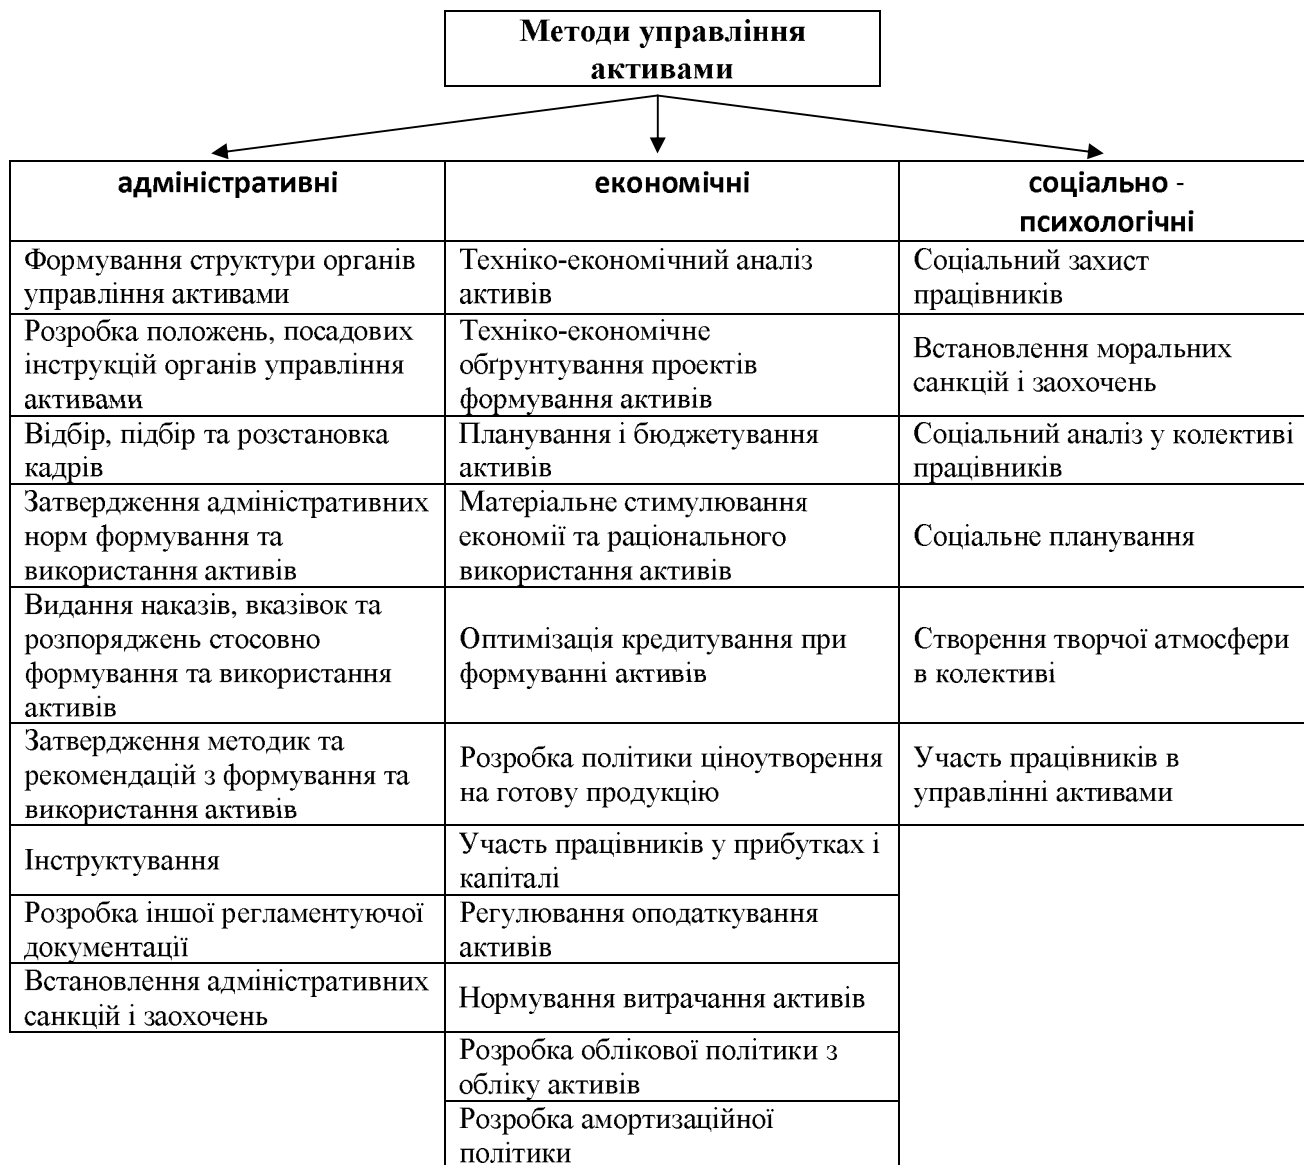 Методи управління
активами
адміністративні
економічні
соціально -
психологічні
Формування структури органів
управління активами
Техніко-економічний аналіз
активів
Соціальний захист
працівників
Розробка положень, посадових
інструкцій органів управління
активами
Техніко-економічне
обґрунтування проектів
формування активів
Встановлення моральних
санкцій і заохочень
Відбір, підбір та розстановка
кадрів
Планування і бюджетування
активів
Соціальний аналіз у колективі
працівників
Затвердження адміністративних
норм формування та
використання активів
Матеріальне стимулювання
економії та раціонального
використання активів
Соціальне планування
Видання наказів, вказівок та
розпоряджень стосовно
формування та використання
активів
Оптимізація кредитування при
формуванні активів
Створення творчої атмосфери
в колективі
Затвердження методик та
рекомендацій з формування та
використання активів
Розробка політики ціноутворення
на готову продукцію
Участь працівників в
управлінні активами
Інструктування
Участь працівників у прибутках і
капіталі
Розробка іншої регламентуючої
документації
Регулювання оподаткування
активів
Встановлення адміністративних
санкцій і заохочень
Нормування витрачання активів
Розробка облікової політики з
обліку активів
Розробка амортизаційної
політики